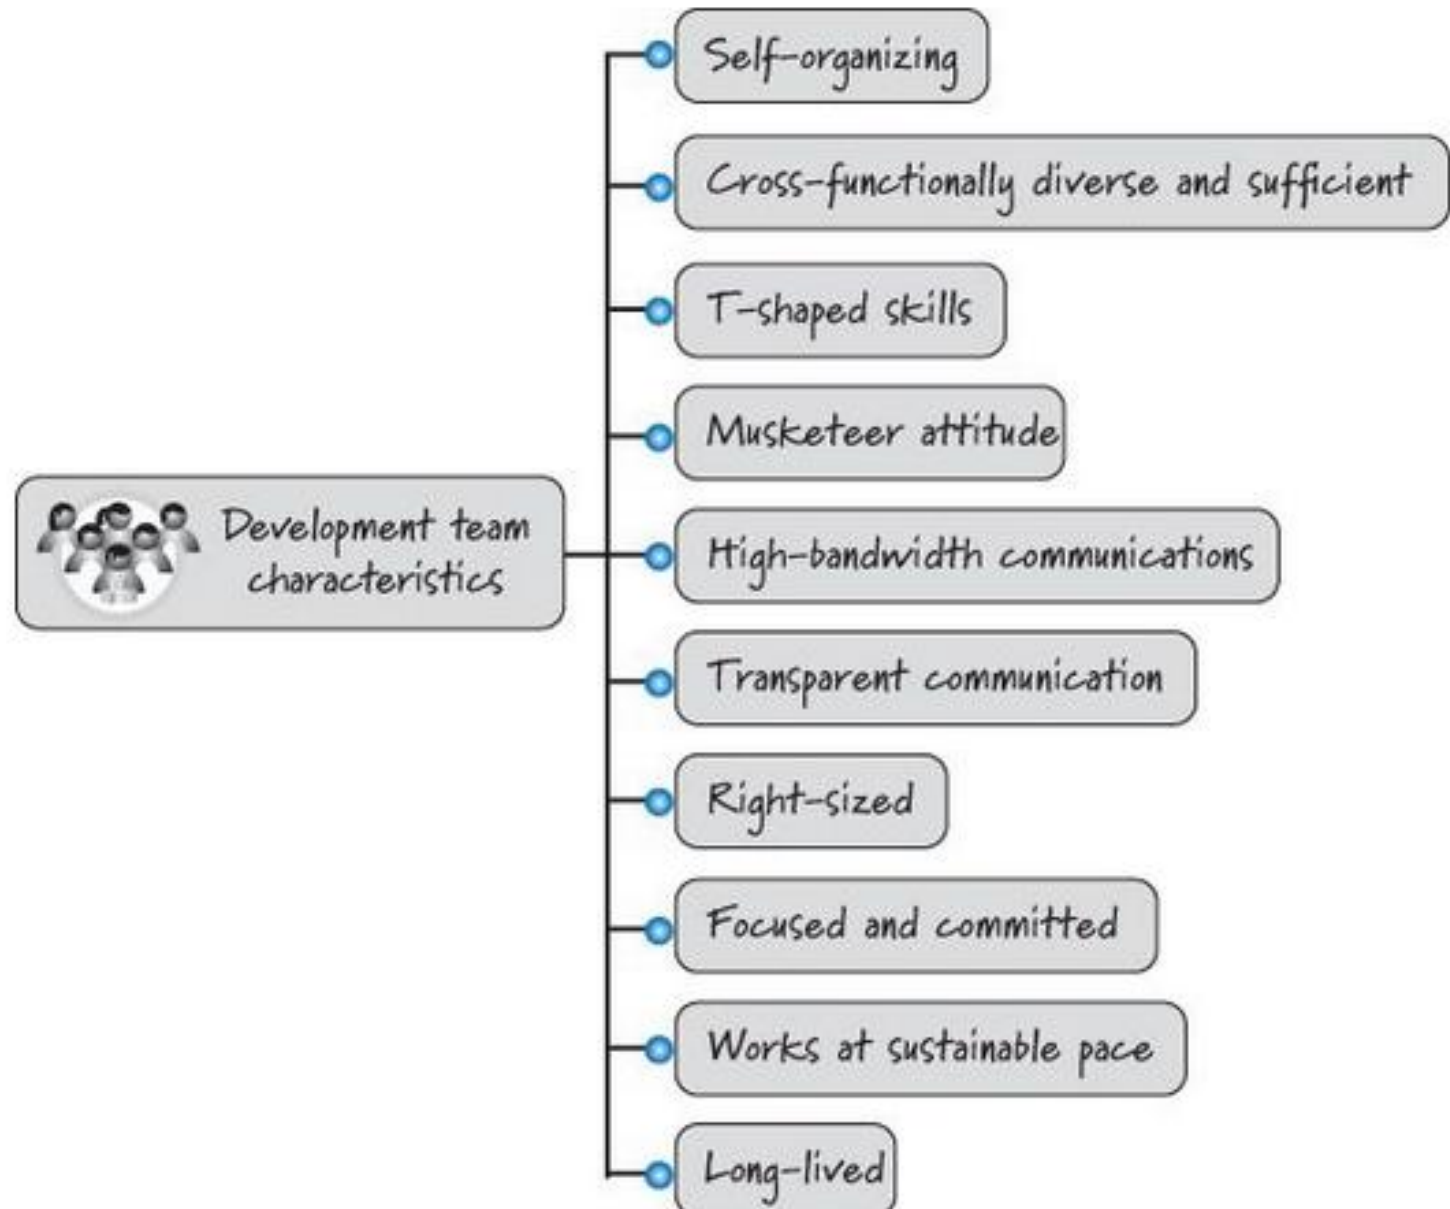 Self-organizing
Cross-functionally diverse and sufficient
T-shaped skills
Musketeer attitude
Development team
characteristics
High-bandwidth communications
Transparent communication
Right-sized
Focused and committed
Works at sustainable pace
Long-lived